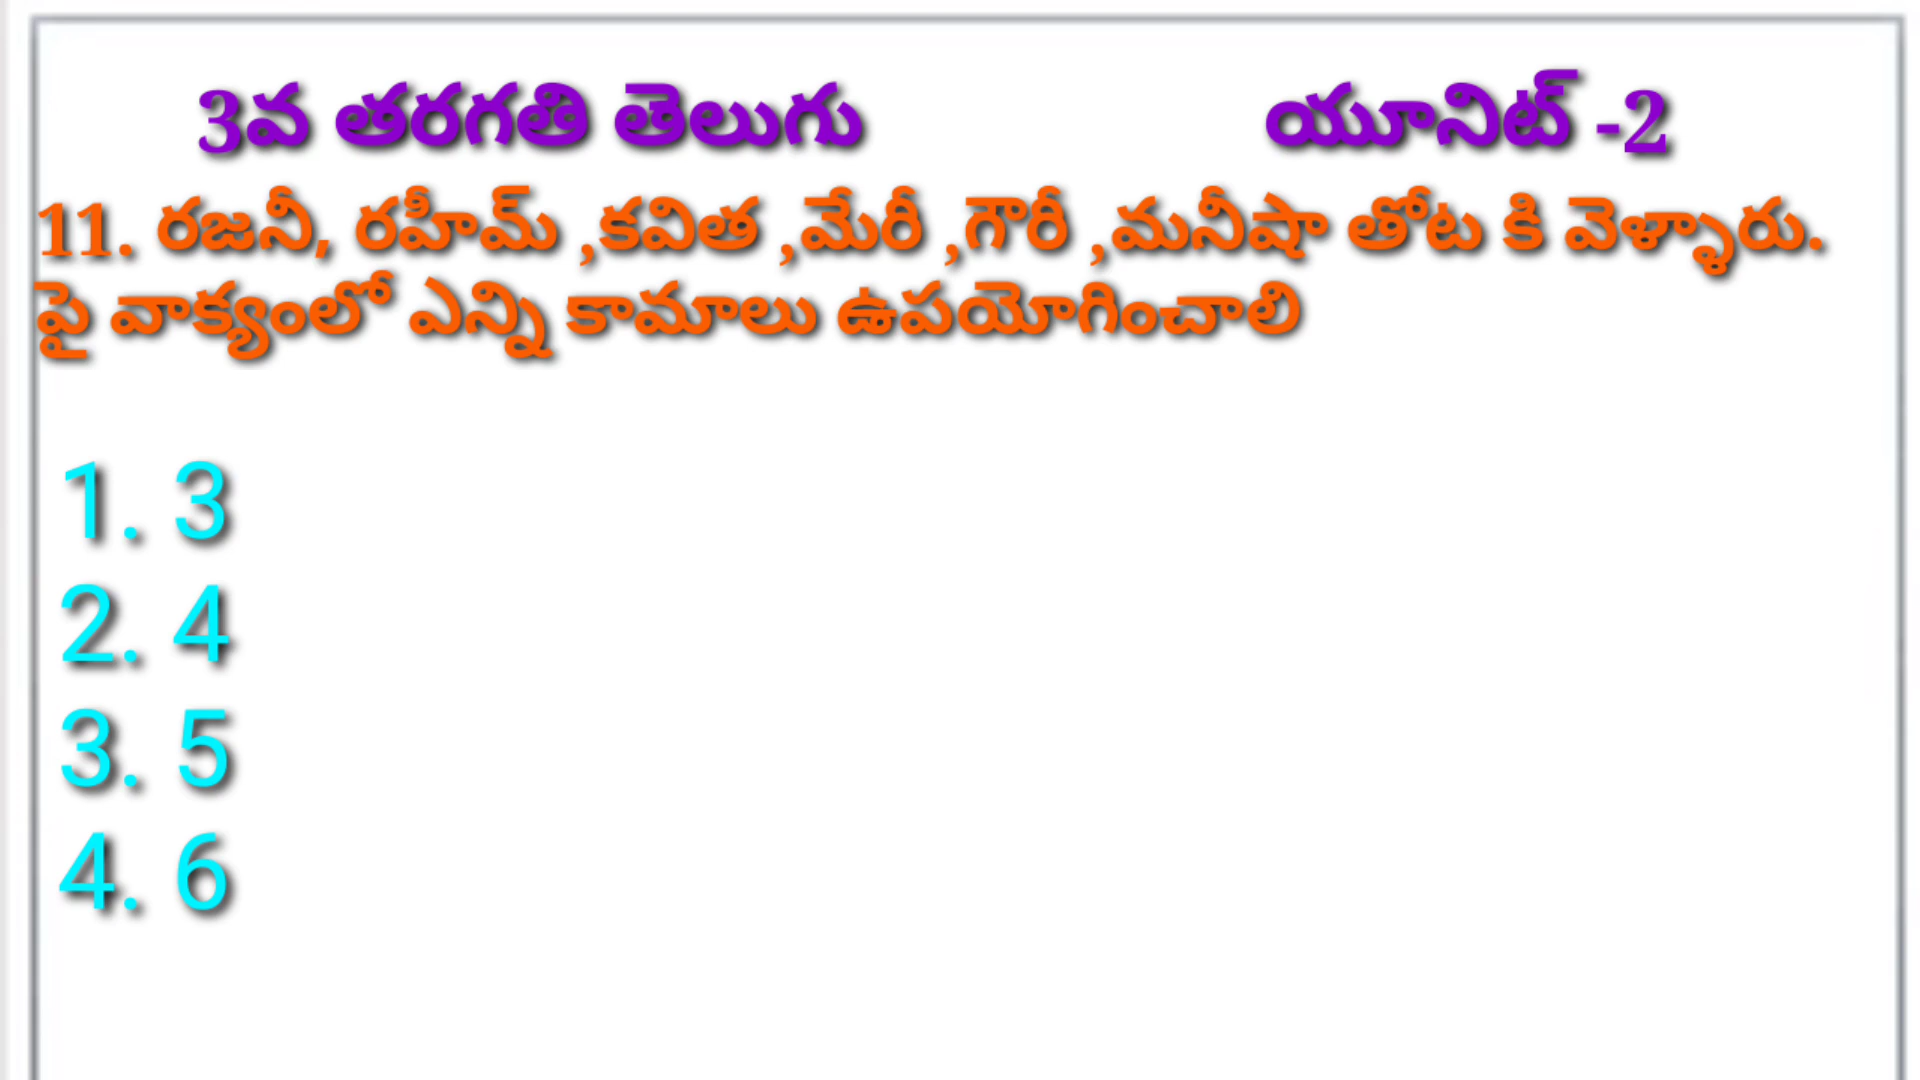 3వ తరగతి తెలుగు యూనిట్ -2
11. రజనీ, రహీమ్ ,కవిత ,మేరీ ,గౌరీ ,మనీషా తోట కి వెళ్ళారు.
పై వాక్యంలో ఎన్ని కామాలు ఉపయోగించాలి
1. 3
2. 4
3. 5
4. 6